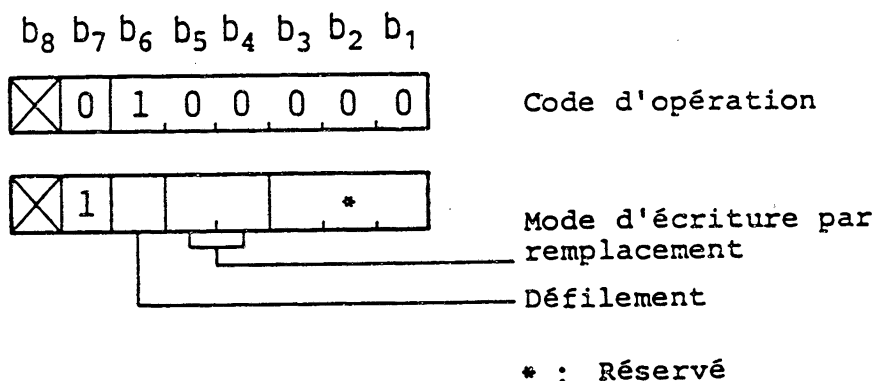 b8 b7 b6 b5 b4 b3 b2 b1
0 1 0 0 0 0 0 Code d'opération
1 * Mode d'écriture par
remplacement
Défilement
* : Réservé